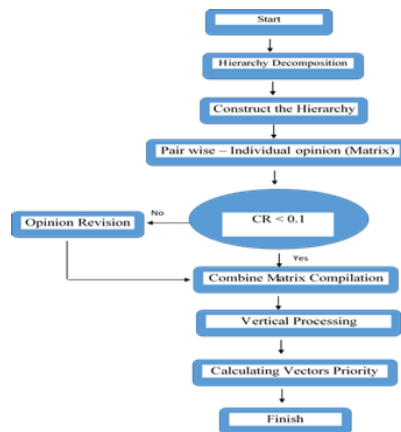 Start
Hierarchy Decomposition
Construct the Hierarchy
Pair wise – Individual opinion (Matrix)
No
Opinion Revision
CR < 0.1
Yes
Combine Matrix Compilation
Vertical Processing
Calculating Vectors Priority
Finish